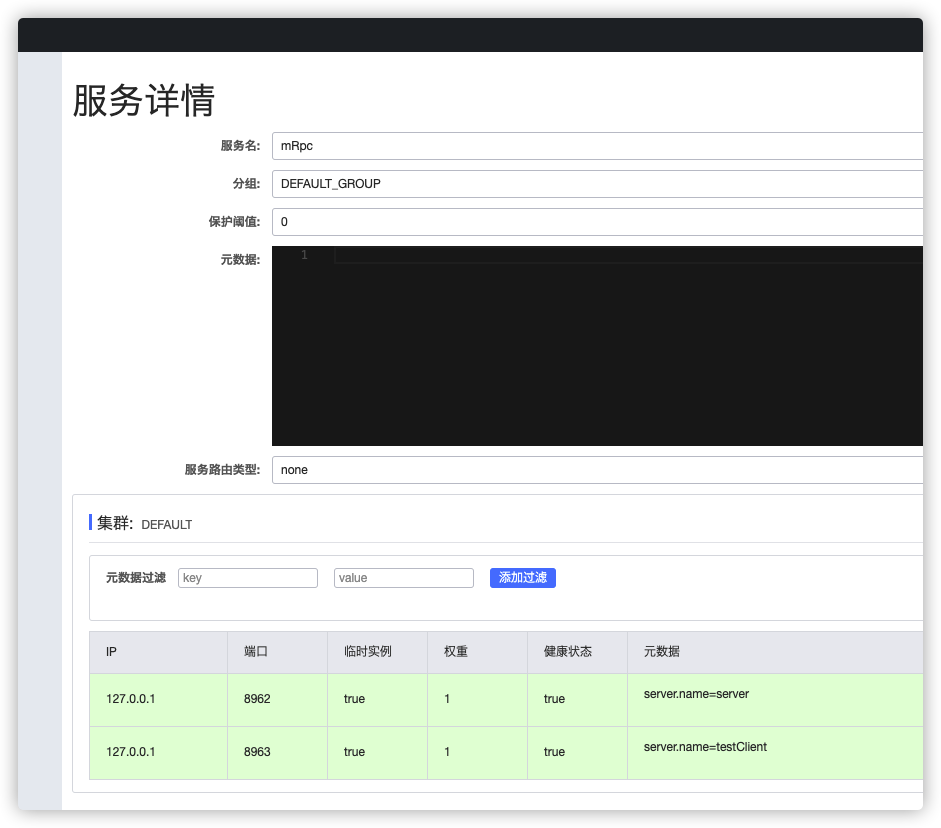 服务详情
服务名: mRpc
分组: DEFAULT_GROUP
保护阈值: 0
元数据: 1
服务路由类型: none
集群: DEFAULT
元数据过滤 key value 添加过滤
IP 端口 临时实例 权重 健康状态 元数据
127.0.0.1 8962 true 1 true server.name=server
127.0.0.1 8963 true 1 true server.name=testClient